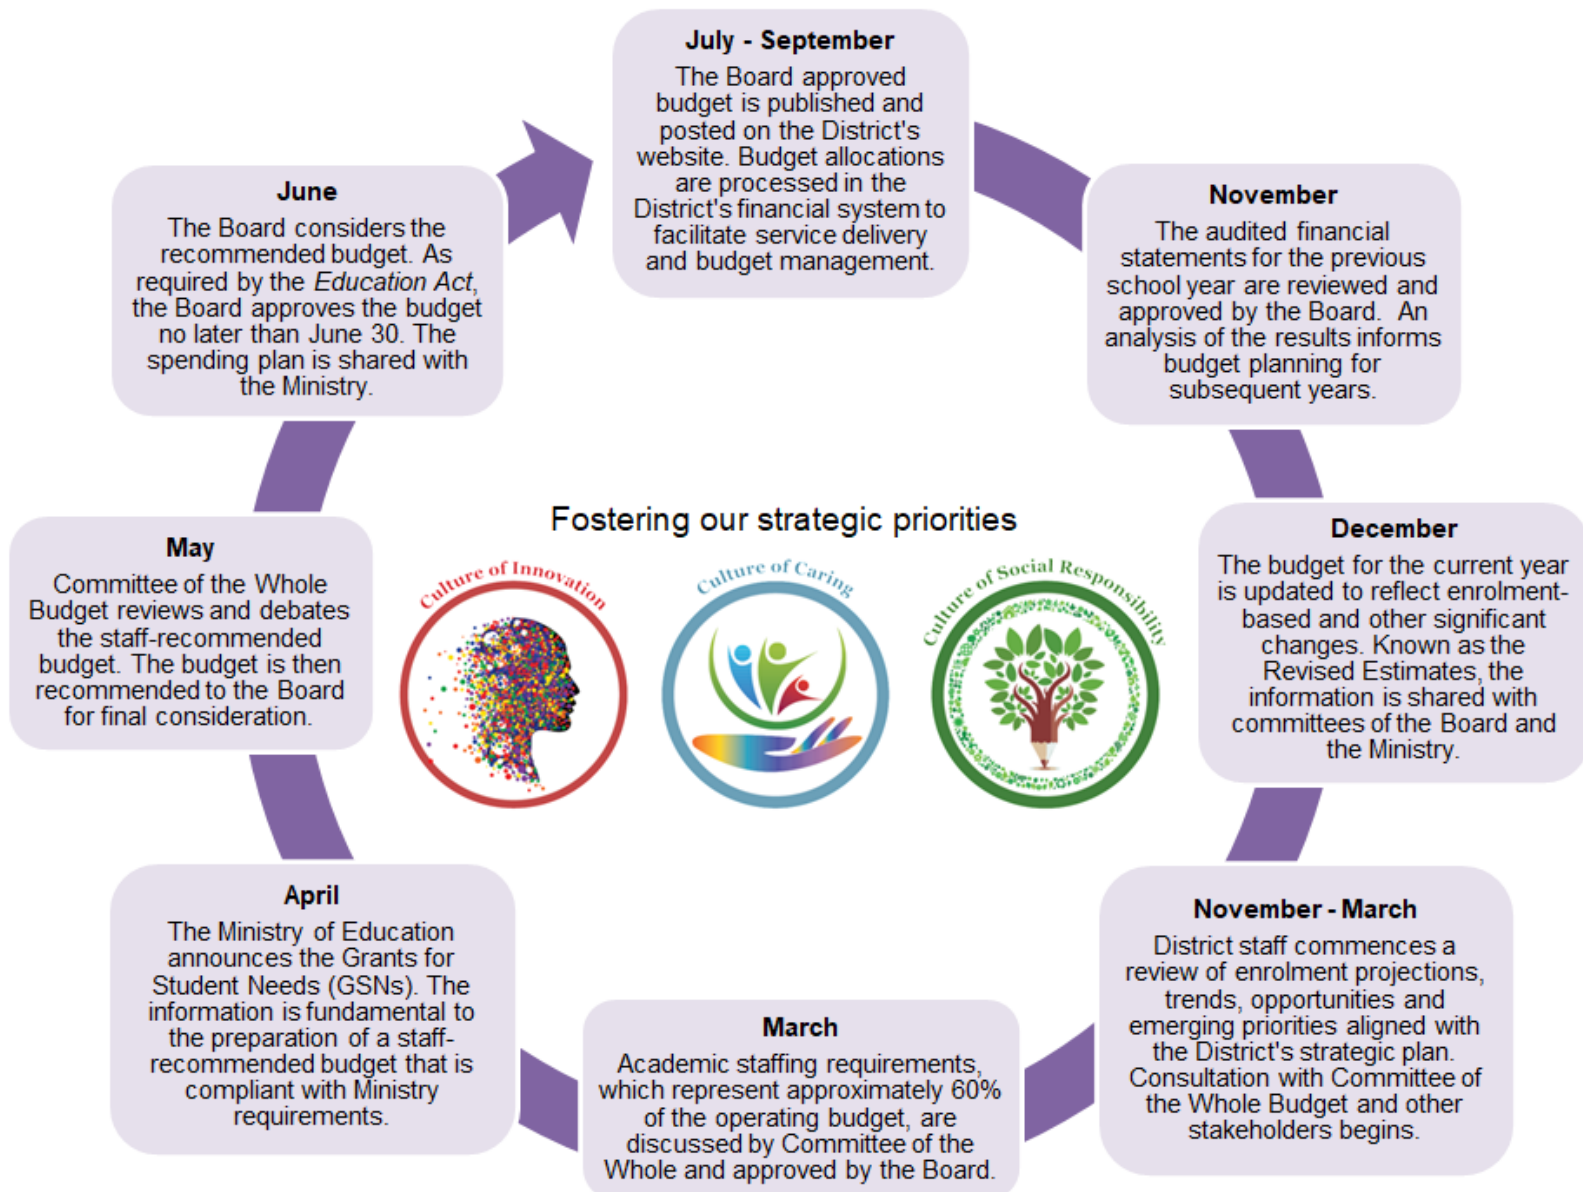 July - September
The Board approved
budget is published and
posted on the District's
website. Budget allocations
are processed in the
District's financial system to
facilitate service delivery
and budget management.
November
The audited financial
statements for the previous
school year are reviewed and
approved by the Board. An
analysis of the results informs
budget planning for
subsequent years.
December
The budget for the current year
is updated to reflect enrolment-
based and other significant
changes. Known as the
Revised Estimates, the
information is shared with
committees of the Board and
the Ministry.
November - March
District staff commences a
review of enrolment projections,
trends, opportunities and
emerging priorities aligned with
the District's strategic plan.
Consultation with Committee of
the Whole Budget and other
stakeholders begins.
March
Academic staffing requirements,
which represent approximately 60%
of the operating budget, are
discussed by Committee of the
Whole and approved by the Board.
April
The Ministry of Education
announces the Grants for
Student Needs (GSNs). The
information is fundamental to
the preparation of a staff-
recommended budget that is
compliant with Ministry
requirements.
May
Committee of the Whole
Budget reviews and debates
the staff-recommended
budget. The budget is then
recommended to the Board
for final consideration.
June
The Board considers the
recommended budget. As
required by the Education Act,
the Board approves the budget
no later than June 30. The
spending plan is shared with
the Ministry.
Fostering our strategic priorities
Culture of Innovation
Culture of Caring
Culture of Social Responsibility